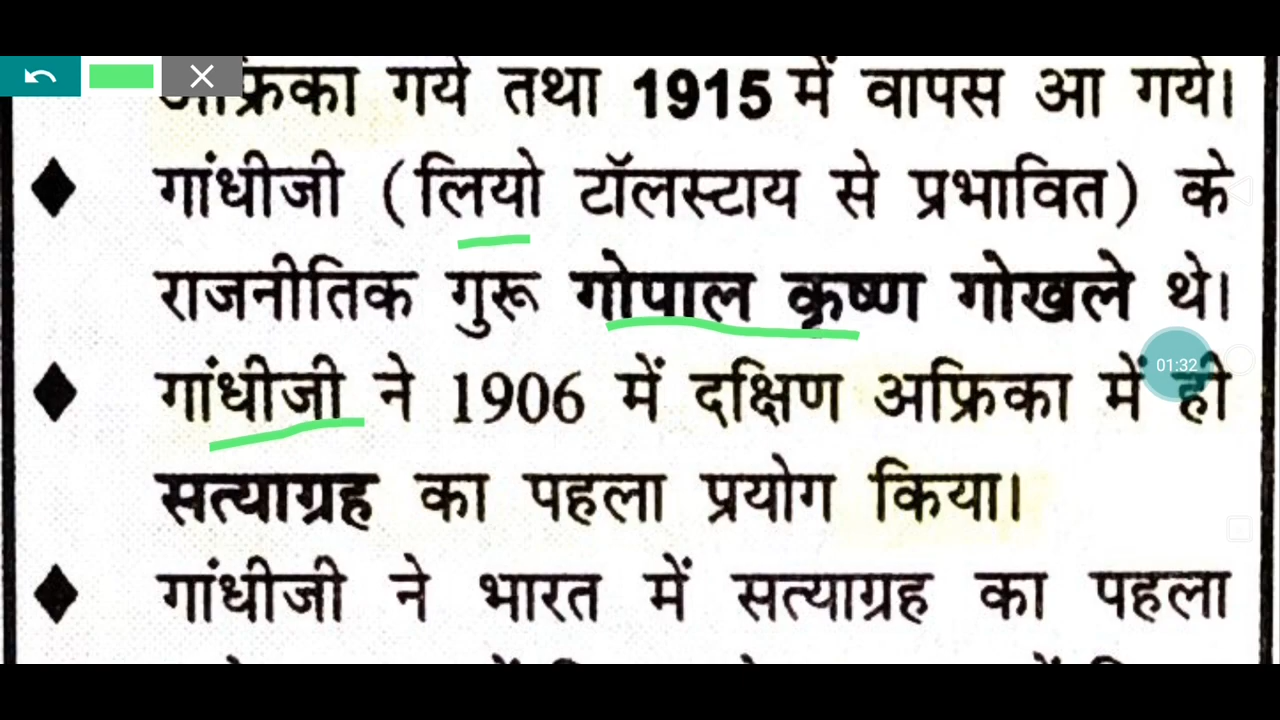 अफ्रिका गये तथा 1915 में वापस आ गये।
गांधीजी (लियो टॉलस्टाय से प्रभावित) के
राजनीतिक गुरू गोपाल कृष्ण गोखले थे।
गांधीजी ने 1906 में दक्षिण अफ्रिका में ही
01:32
सत्याग्रह का पहला प्रयोग किया।
गांधीजी ने भारत में सत्याग्रह का पहला